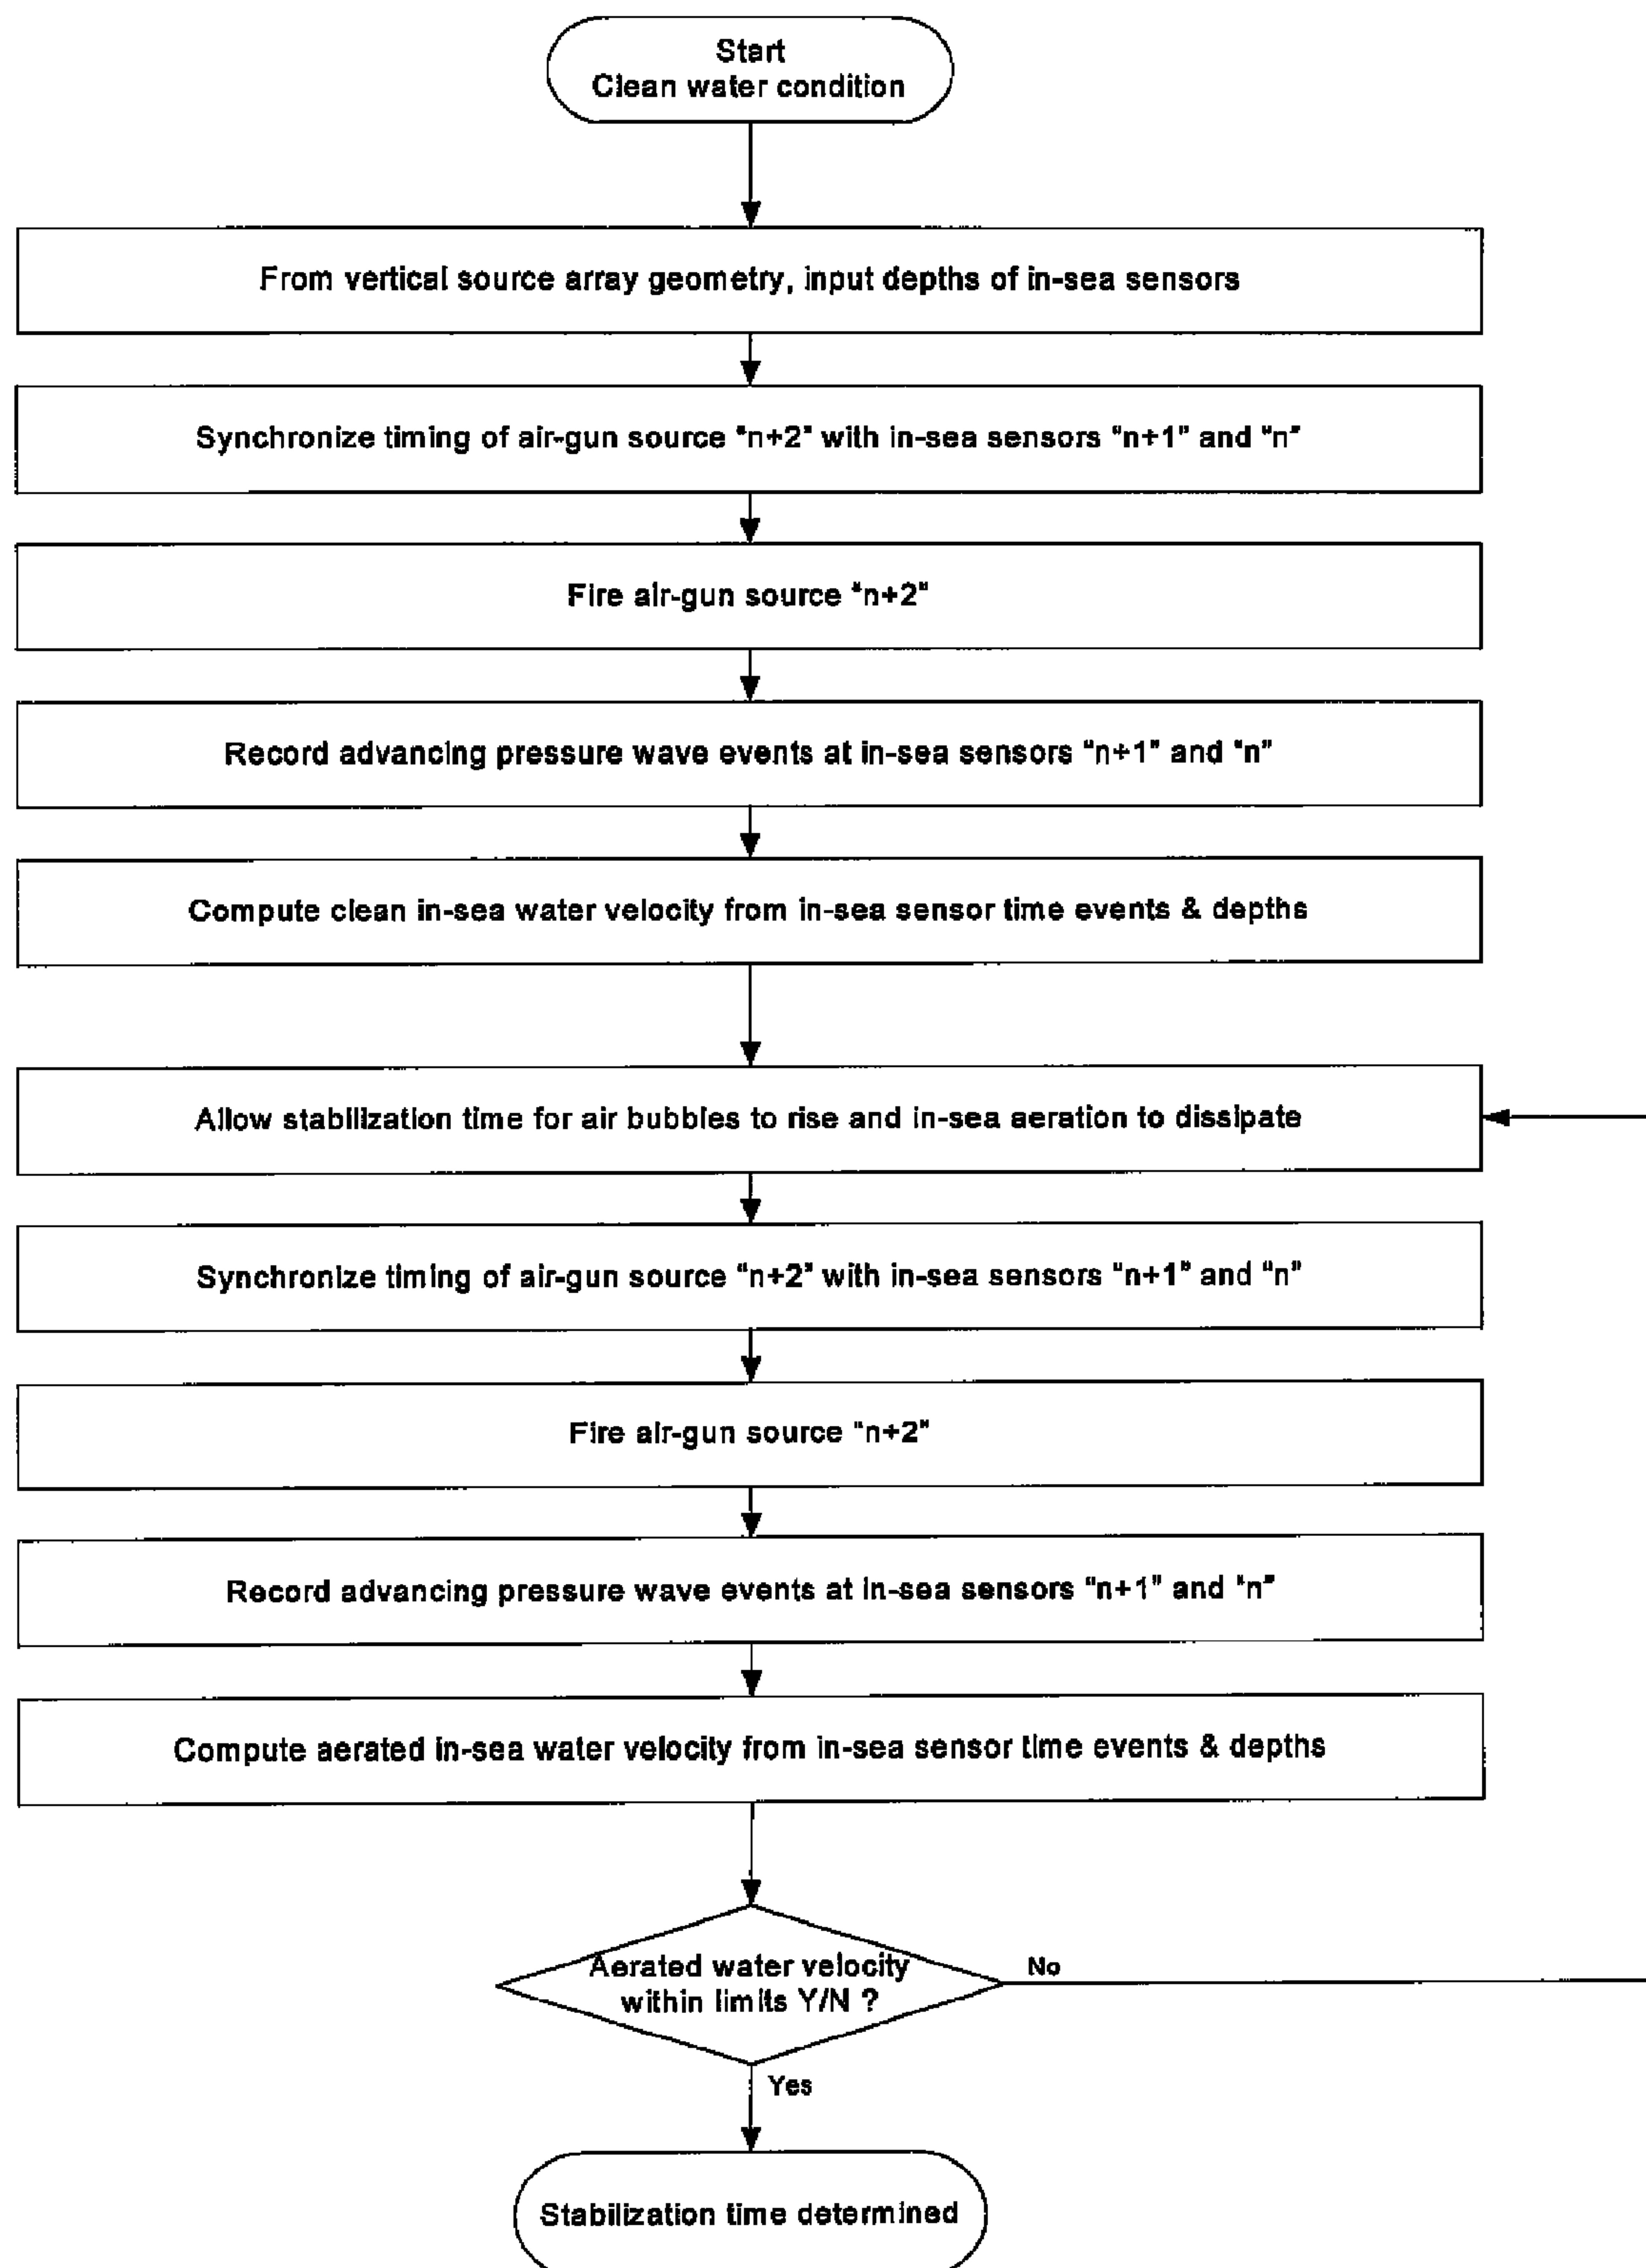 Start
Clean water condition
From vertical source array geometry, input depths of in-sea sensors
Synchronize timing of air-gun source "n+2" with in-sea sensors "n+1" and "n"
Fire air-gun source "n+2"
Record advancing pressure wave events at in-sea sensors "n+1" and "n"
Compute clean in-sea water velocity from in-sea sensor time events & depths
Allow stabilization time for air bubbles to rise and in-sea aeration to dissipate
Synchronize timing of air-gun source "n+2" with in-sea sensors "n+1" and "n"
Fire air-gun source "n+2"
Record advancing pressure wave events at in-sea sensors "n+1" and "n"
Compute aerated in-sea water velocity from in-sea sensor time events & depths
Aerated water velocity
within limits Y/N ?
No
Yes
Stabilization time determined